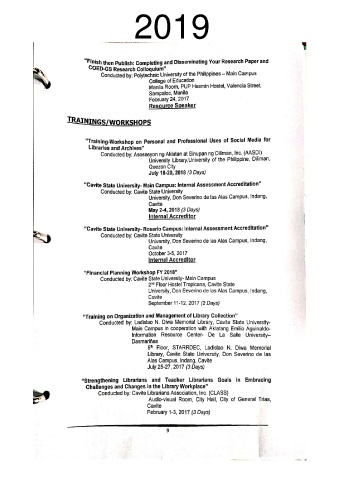 2019
"Finish then Publish: Completing and Disseminating Your Research Paper and
COED-GS Research Colloquium"
Conducted by: Polytechnic University of the Philippines – Main Campus
College of Education
Manila Room, PUP Hasmin Hostel, Valencia Street,
Sampaloc, Manila
February 24, 2017
Resource Speaker
TRAININGS/WORKSHOPS
"Training-Workshop on Personal and Professional Uses of Social Media for
Libraries and Archives"
Conducted by: Asosasyon ng Aklatan at Sinupan ng Diliman, Inc. (AASDI)
University Library,University of the Philippine, Diliman,
Quezon City
July 18-20, 2018 (3 Days)
"Cavite State University- Main Campus: Internal Assessment Accreditation"
Conducted by: Cavite State University
University, Don Severino de las Alas Campus, Indang,
Cavite
May 2-4, 2018 (3 Days)
Internal Accreditor
"Cavite State University- Rosario Campus: Internal Assessment Accreditation"
Conducted by: Cavite State University
University, Don Severino de las Alas Campus, Indang,
Cavite
October 3-5, 2017
Internal Accreditor
"Financial Planning Workshop FY 2018"
Conducted by: Cavite State University- Main Campus
2nd Floor Hostel Tropicana, Cavite State
University, Don Severino de las Alas Campus, Indang,
Cavite
September 11-12, 2017 (2 Days)
"Training on Organization and Management of Library Collection"
Conducted by: Ladislao N. Diwa Memorial Library, Cavite State University-
Main Campus in cooperation with Akiatang Emilio Aguinaldo-
Information Resource Center- De La Salle University–
Dasmariñas
5th Floor, STARRDEC, Ladislao N. Diwa Memorial
Library, Cavite State University, Don Severino de las
Alas Campus, Indang, Cavite
July 25-27, 2017 (3 Days)
"Strengthening Librarians and Teacher Librarians Goals in Embracing
Challenges and Changes in the Library Workplace"
Conducted by: Cavite Librarians Association, Inc. (CLASS)
Audio-visual Room, City Hall, City of General Trias,
Cavite
February 1-3, 2017 (3 Days)
9